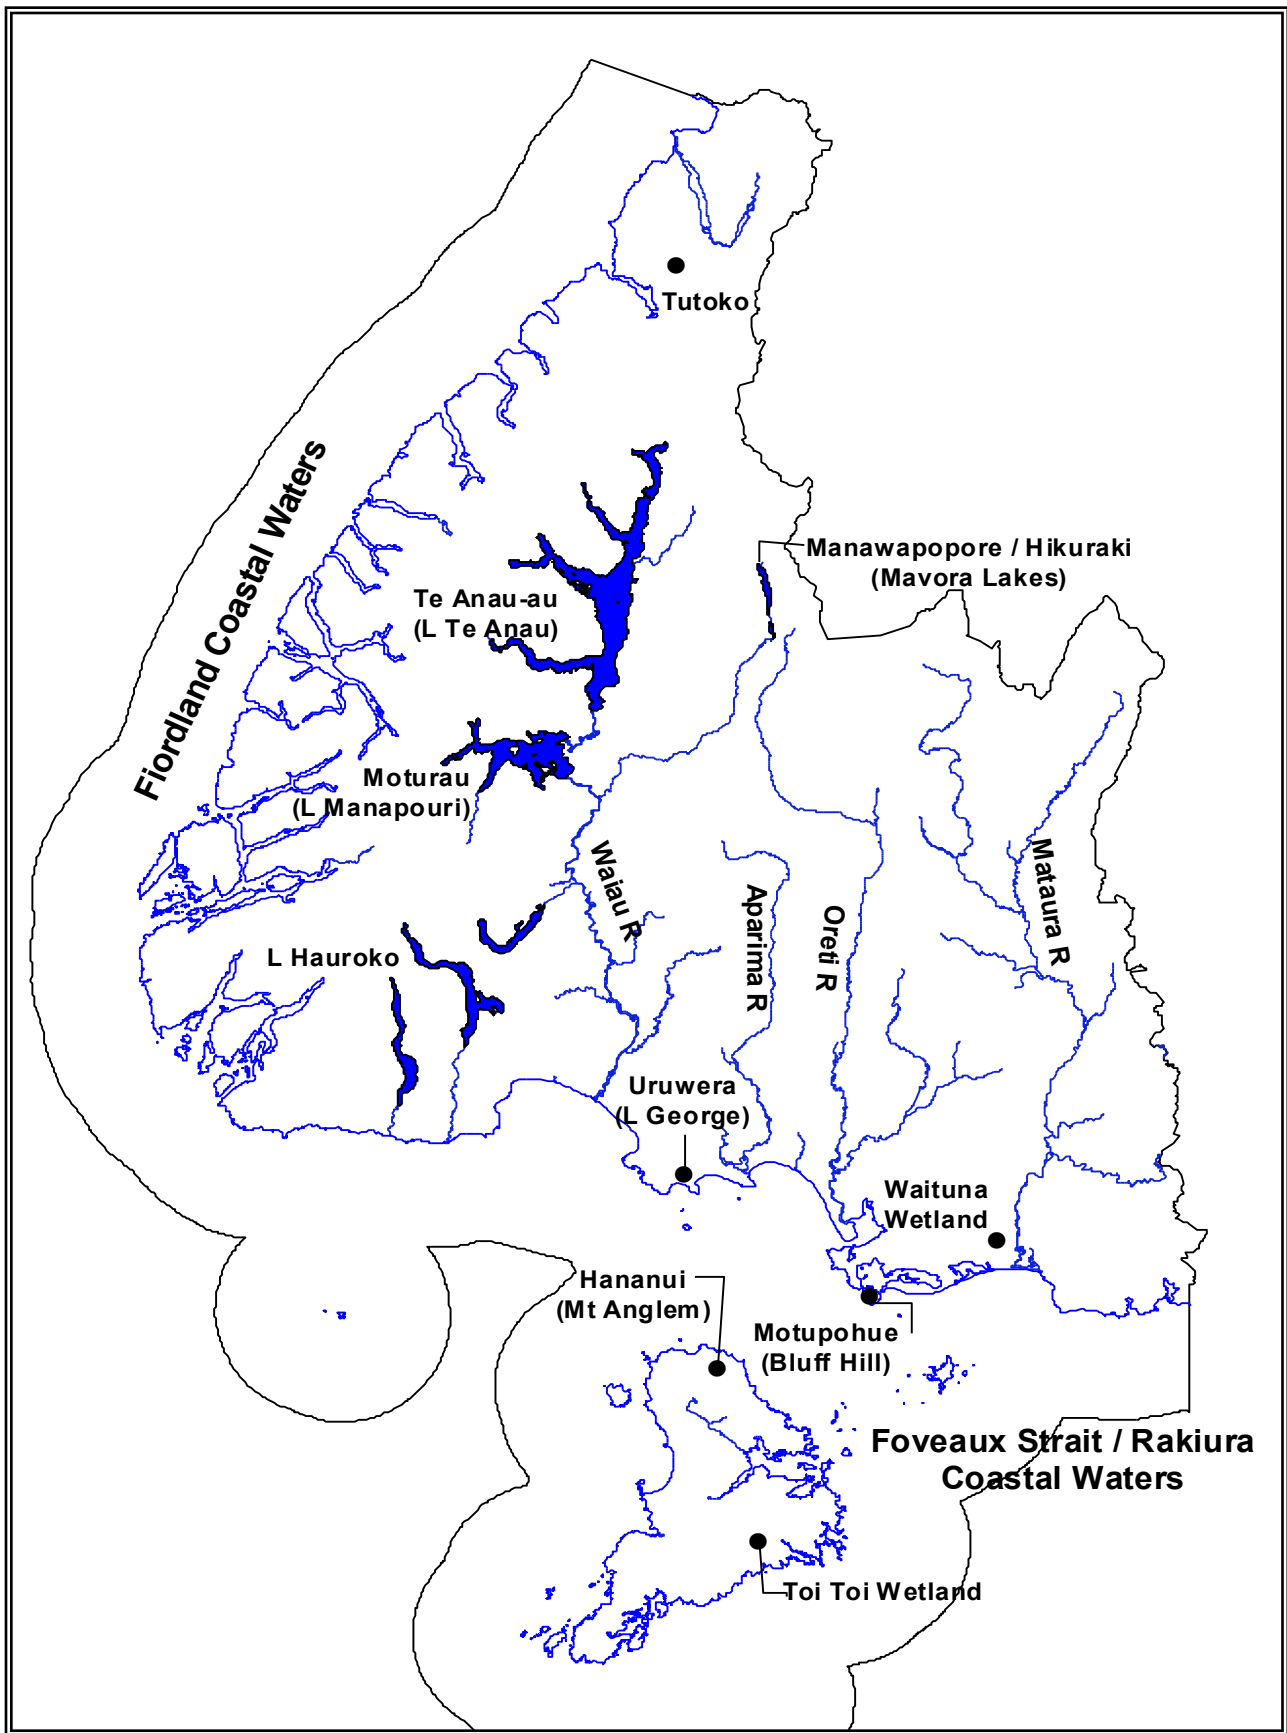 Tutoko
Fiordland Coastal Waters
Manawapopore / Hikuraki
(Mavora Lakes)
Te Anau-au
(L Te Anau)
Moturau
(L Manapouri)
Waiau R
Aparima R
Oreti R
Mataura R
L Hauroko
Uruwera
(L George)
Waituna
Wetland
Hananui
(Mt Anglem)
Motupohue
(Bluff Hill)
Foveaux Strait / Rakiura
Coastal Waters
Toi Toi Wetland